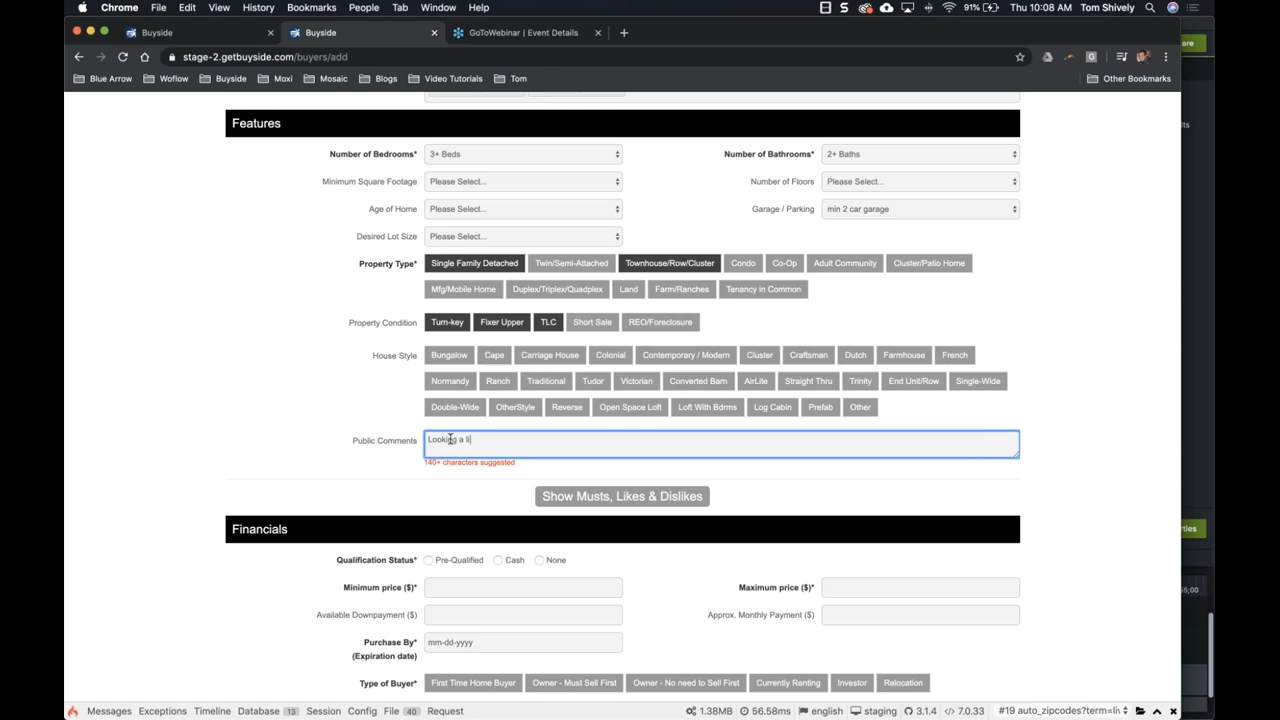 Chrome File Edit View History Bookmarks People Tab Window Help 91% Thu 10:08 AM Tom Shively
Buyside Buyside GoToWebinar | Event Details
stage-2.getbuyside.com/buyers/add
Blue Arrow Woflow Buyside Moxi Mosaic Blogs Video Tutorials Tom Other Bookmarks
Features
Number of Bedrooms* 3+ Beds Number of Bathrooms* 2+ Baths
Minimum Square Footage Please Select... Number of Floors Please Select...
Age of Home Please Select... Garage / Parking min 2 car garage
Desired Lot Size Please Select...
Property Type* Single Family Detached Twin/Semi-Attached Townhouse/Row/Cluster Condo Co-Op Adult Community Cluster/Patio Home
Mfg/Mobile Home Duplex/Triplex/Quadplex Land Farm/Ranches Tenancy in Common
Property Condition Turn-key Fixer Upper TLC Short Sale REO/Foreclosure
House Style Bungalow Cape Carriage House Colonial Contemporary / Modern Cluster Craftsman Dutch Farmhouse French
Normandy Ranch Traditional Tudor Victorian Converted Barn AirLite Straight Thru Trinity End Unit/Row Single-Wide
Double-Wide OtherStyle Reverse Open Space Loft Loft With Bdrms Log Cabin Prefab Other
Public Comments Looking a li
140+ characters suggested
Show Musts, Likes & Dislikes
Financials
Qualification Status* Pre-Qualified Cash None
Minimum price ($)* Maximum price ($)*
Available Downpayment ($) Approx. Monthly Payment ($)
Purchase By* mm-dd-yyyy
(Expiration date)
Type of Buyer* First Time Home Buyer Owner - Must Sell First Owner - No need to Sell First Currently Renting Investor Relocation
Messages Exceptions Timeline Database 13 Session Config File 40 Request 1.38MB 56.58ms english staging 3.1.4 7.0.33 #19 auto_zipcodes?term=li